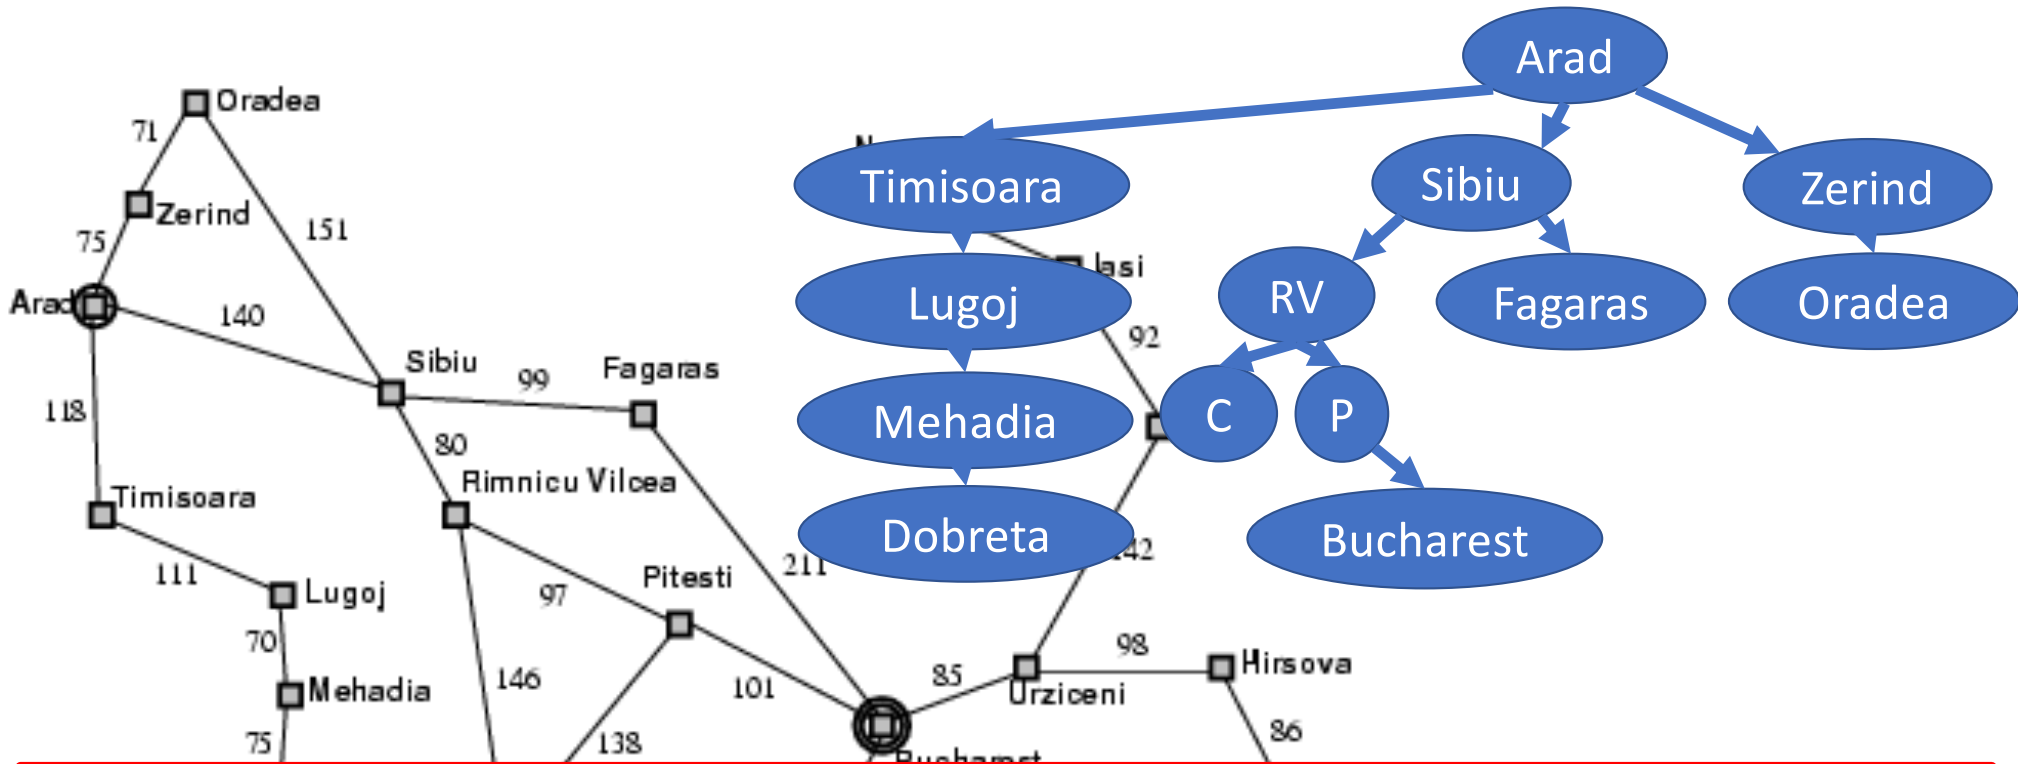 Arad
Oradea
71
Timisoara
Sibiu
Zerind
Zerind
151
75
Iasi
Arad
140
Lugoj
RV
Fagaras
Oradea
92
Sibiu
99
Fagaras
118
80
Mehadia
C
P
Rimnicu Vilcea
Timisoara
Dobreta
Bucharest
111
211
142
Pitesti
97
Lugoj
70
146
101
85
98
Hirsova
Mehadia
Urziceni
75
138
86
Bucharest